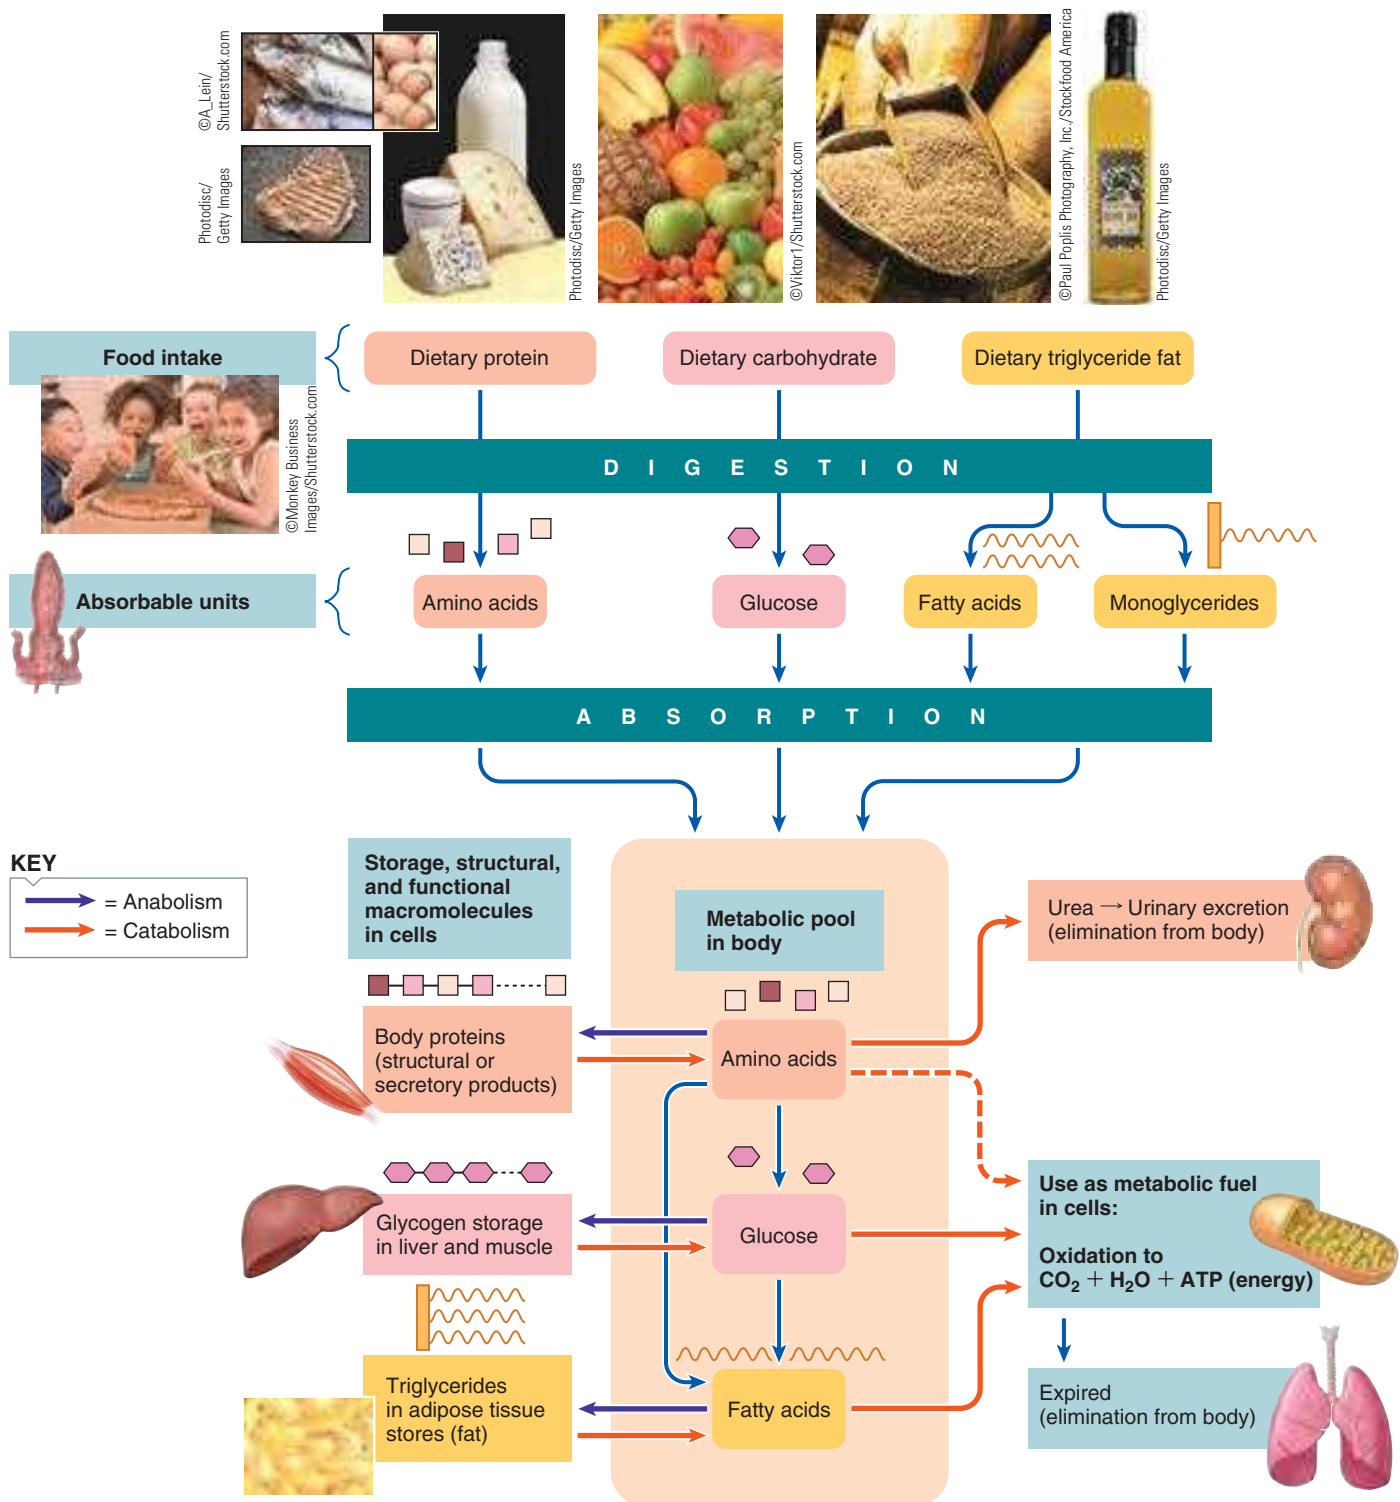 ©A_Lein/
Shutterstock.com
Photodisc/
Getty Images
Photodisc/Getty Images
©Viktor1/Shutterstock.com
©Paul Poplis Photography, Inc./Stockfood America
Photodisc/Getty Images
Food intake
Dietary protein
Dietary carbohydrate
Dietary triglyceride fat
©Monkey Business
Images/Shutterstock.com
DIGESTION
Absorbable units
Amino acids
Glucose
Fatty acids
Monoglycerides
ABSORPTION
KEY
= Anabolism
= Catabolism
Storage, structural,
and functional
macromolecules
in cells
Metabolic pool
in body
Urea → Urinary excretion
(elimination from body)
Body proteins
(structural or
secretory products)
Amino acids
Glycogen storage
in liver and muscle
Glucose
Use as metabolic fuel
in cells:
Oxidation to
CO₂ + H₂O + ATP (energy)
Triglycerides
in adipose tissue
stores (fat)
Fatty acids
Expired
(elimination from body)